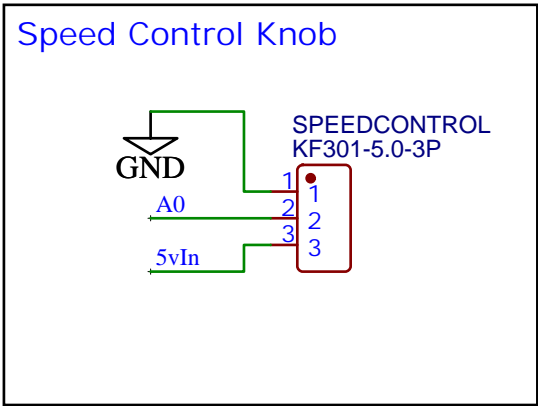 Speed Control Knob
SPEEDCONTROL
KF301-5.0-3P
GND
1 1
A0 2 2
3 3
5vIn